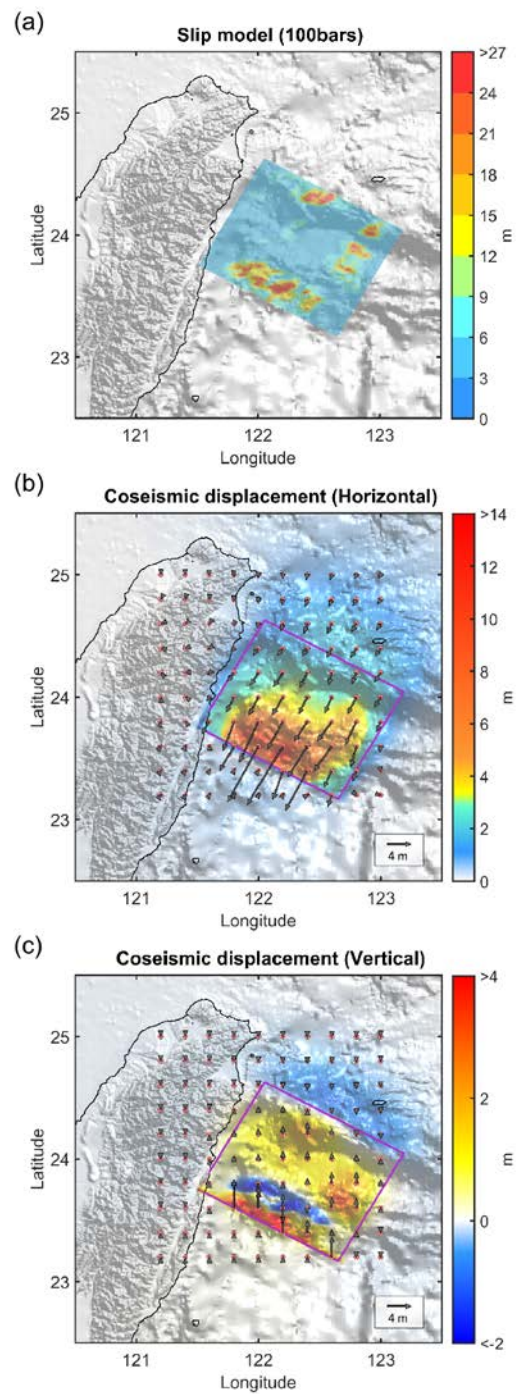 (a)
Slip model (100bars)
>27
24
21
18
15
12
9
6
3
0
m
25
24
23
Latitude
121 122 123
Longitude
(b)
Coseismic displacement (Horizontal)
>14
12
10
8
6
4
2
0
m
25
24
23
Latitude
4 m
121 122 123
Longitude
(c)
Coseismic displacement (Vertical)
>4
2
0
<-2
m
25
24
23
Latitude
4 m
121 122 123
Longitude